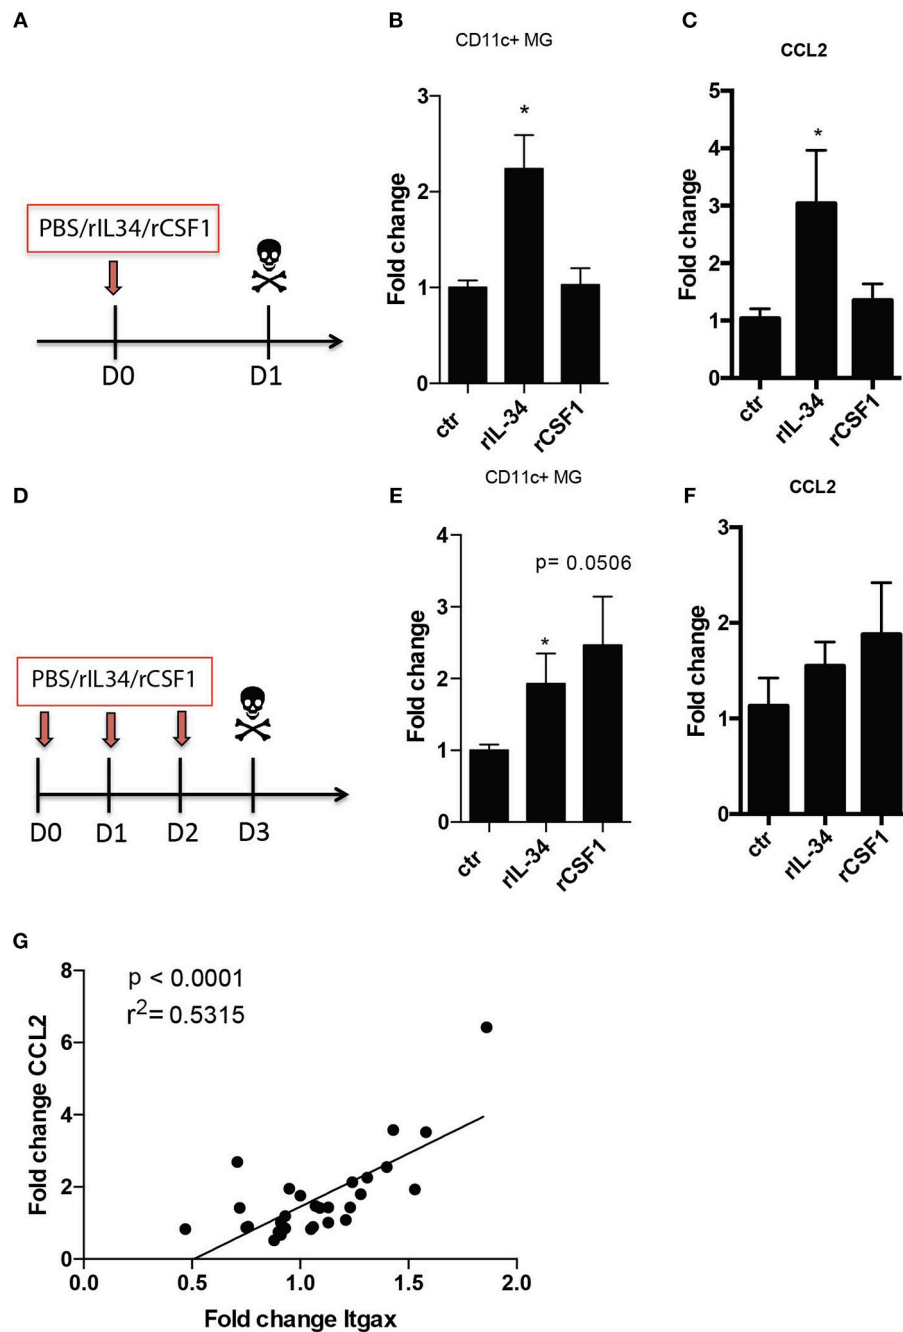 A
PBS/rIL34/rCSF1
D0 D1
B
CD11c+ MG
Fold change
3
2
1
0
*
ctr
rIL-34
rCSF1
C
CCL2
Fold change
5
4
3
2
1
0
*
ctr
rIL-34
rCSF1
D
PBS/rIL34/rCSF1
D0 D1 D2 D3
E
CD11c+ MG
Fold change
4
3
2
1
0
p= 0.0506
*
ctr
rIL-34
rCSF1
F
CCL2
Fold change
3
2
1
0
ctr
rIL-34
rCSF1
G
p < 0.0001
r²= 0.5315
Fold change CCL2
8
6
4
2
0
0.0 0.5 1.0 1.5 2.0
Fold change Itgax